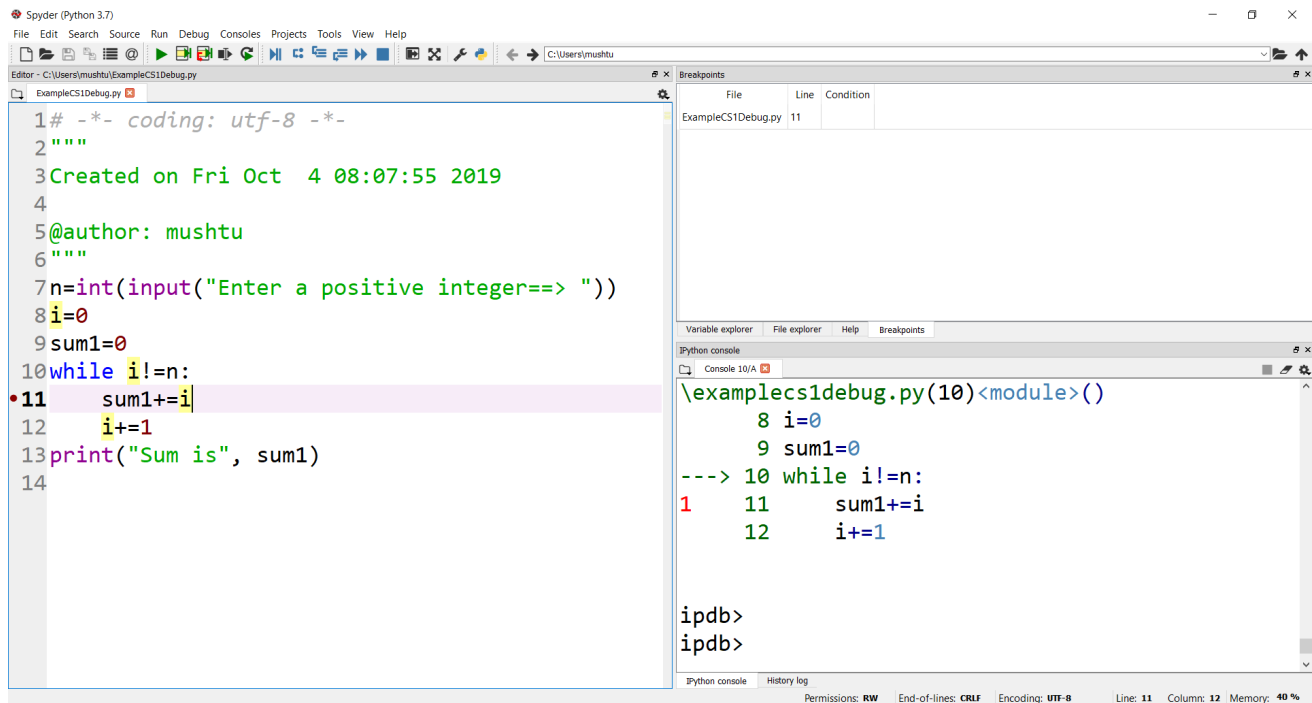 Spyder (Python 3.7)
File Edit Search Source Run Debug Consoles Projects Tools View Help
C:\Users\mushtu
Editor - C:\Users\mushtu\ExampleCS1Debug.py
ExampleCS1Debug.py
1 # -*- coding: utf-8 -*-
2 """
3 Created on Fri Oct  4 08:07:55 2019
4
5 @author: mushtu
6 """
7 n=int(input("Enter a positive integer==> "))
8 i=0
9 sum1=0
10 while i!=n:
11     sum1+=i
12     i+=1
13 print("Sum is", sum1)
14
Breakpoints
File Line Condition
ExampleCS1Debug.py 11
Variable explorer File explorer Help Breakpoints
IPython console
Console 10/A
\examplecs1debug.py(10)<module>()
      8 i=0
      9 sum1=0
---> 10 while i!=n:
1    11     sum1+=i
     12     i+=1
ipdb>
ipdb>
IPython console History log
Permissions: RW End-of-lines: CRLF Encoding: UTF-8 Line: 11 Column: 12 Memory: 40 %